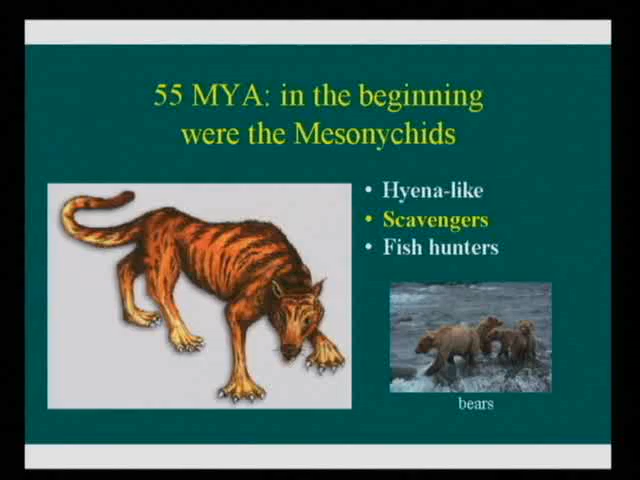 55 MYA: in the beginning
were the Mesonychids
• Hyena-like
• Scavengers
• Fish hunters
bears